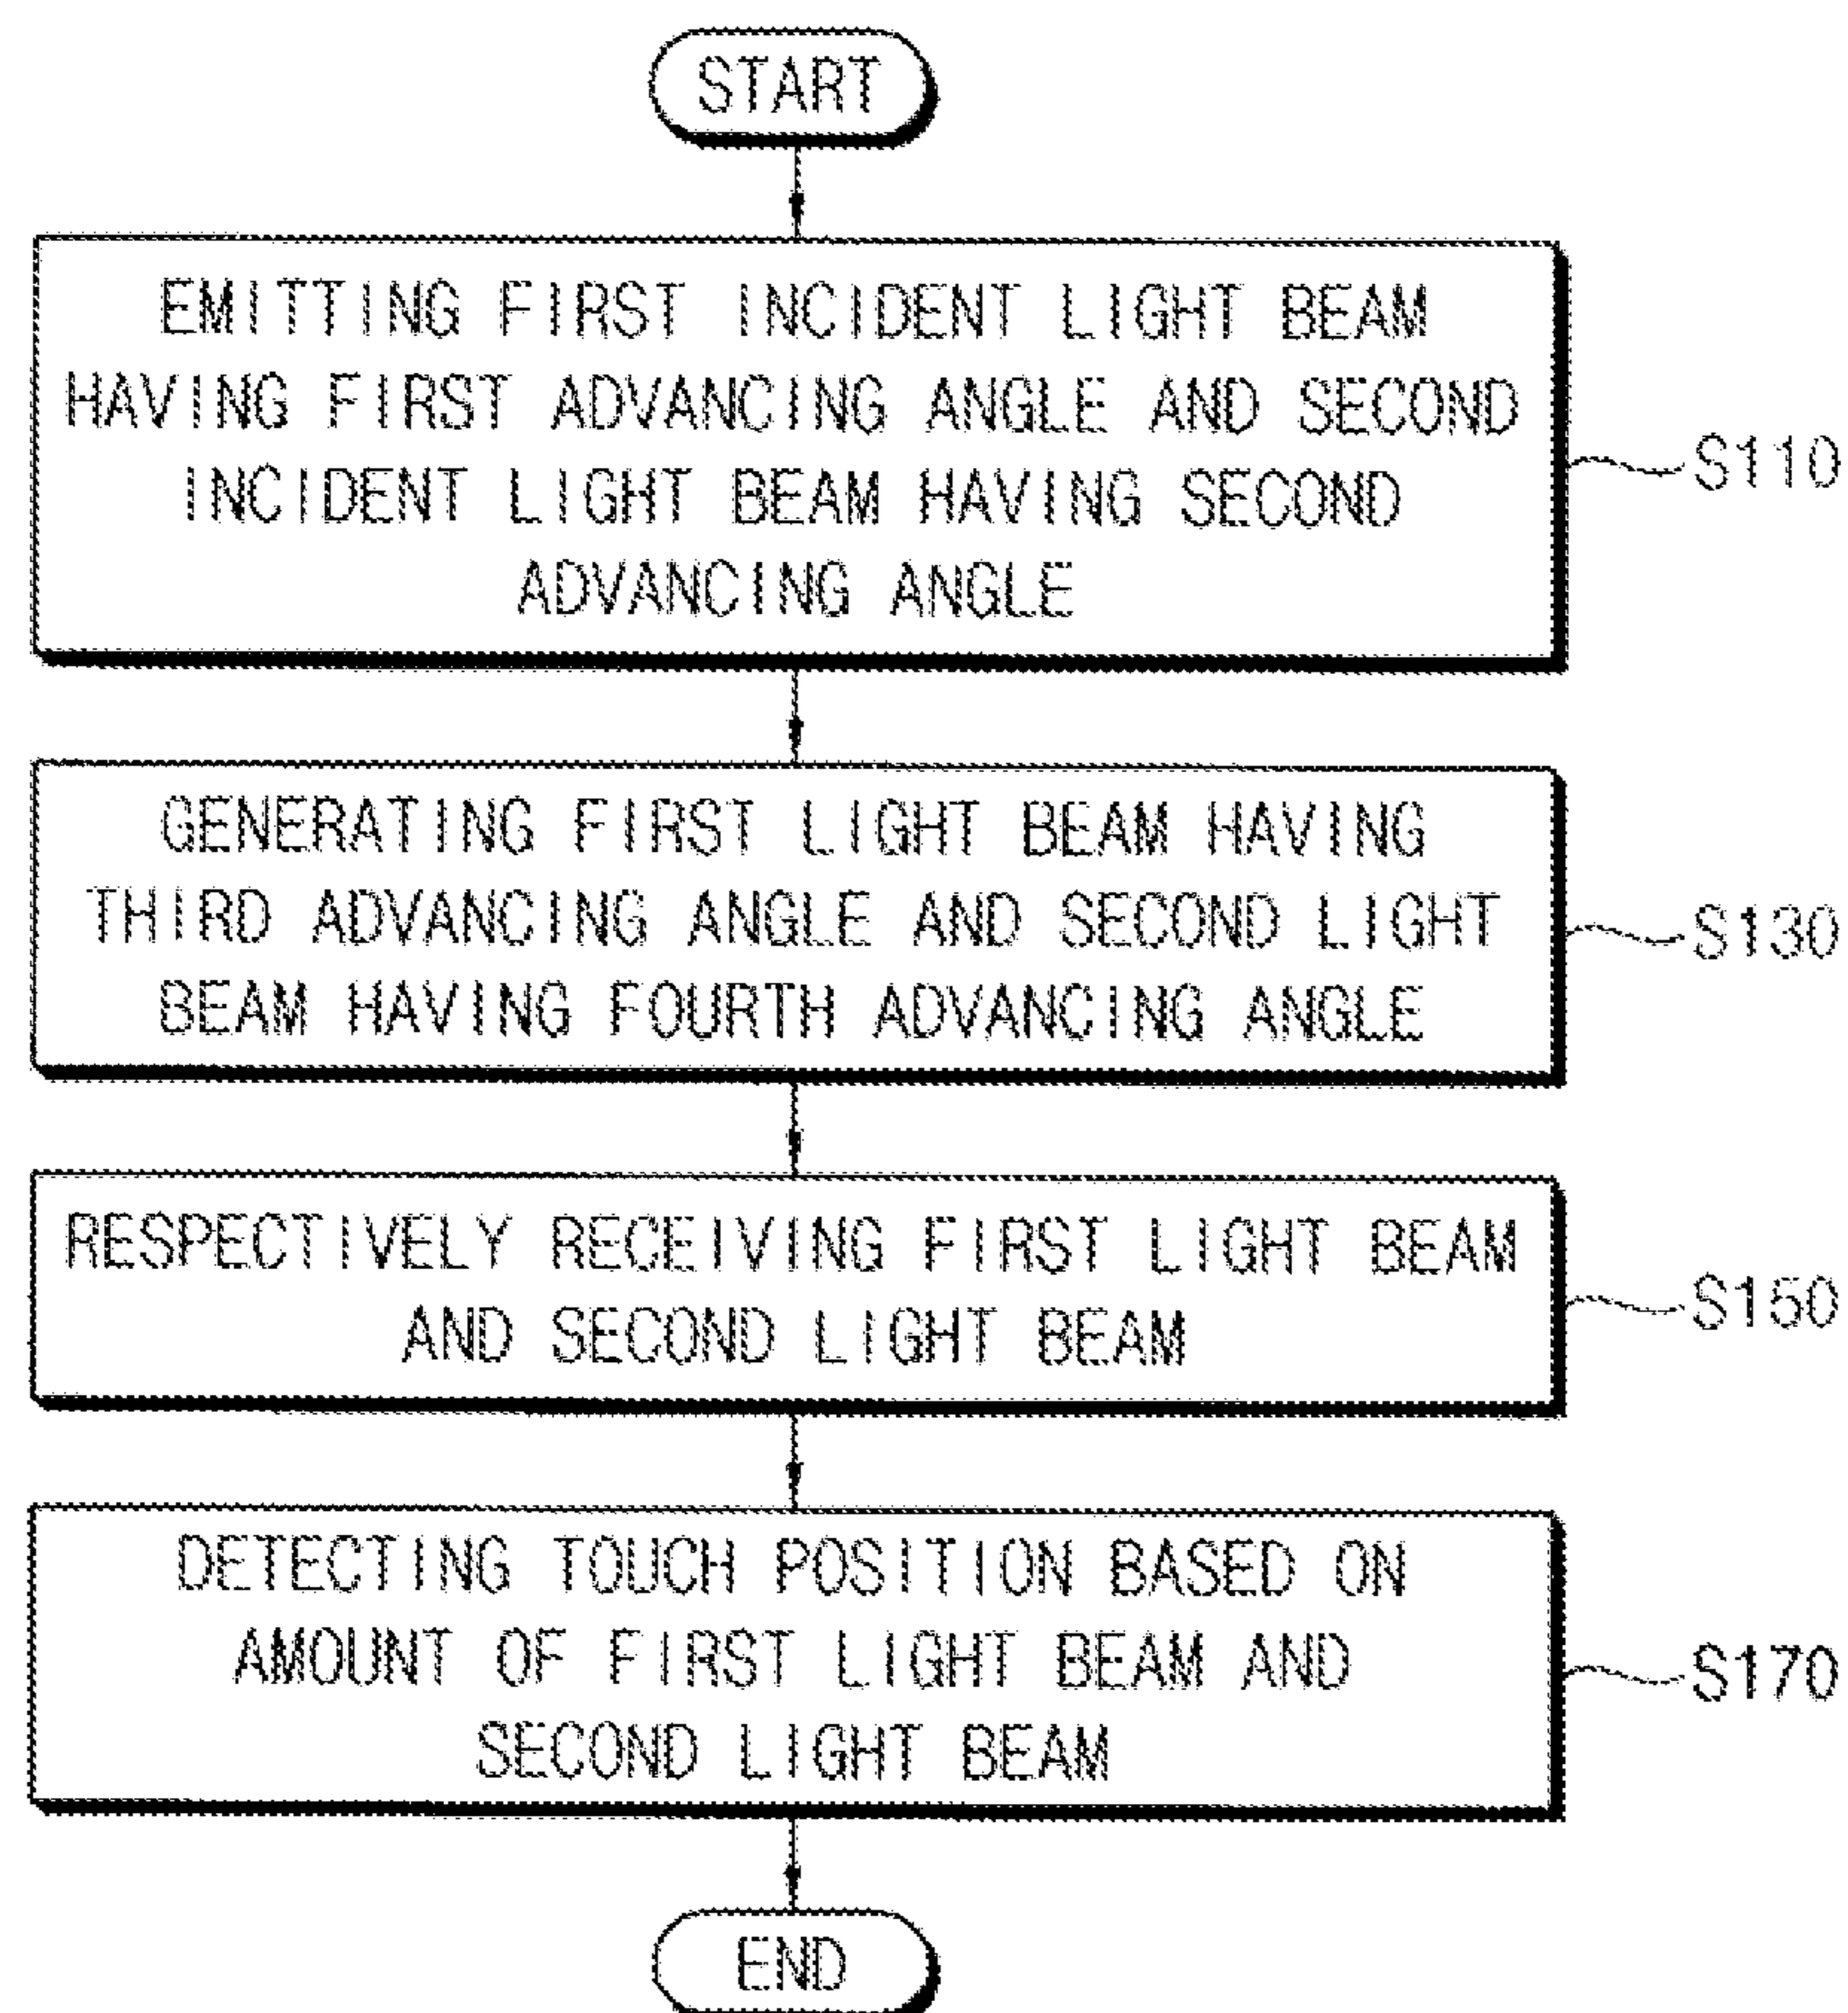 START
EMITTING FIRST INCIDENT LIGHT BEAM
HAVING FIRST ADVANCING ANGLE AND SECOND
INCIDENT LIGHT BEAM HAVING SECOND
ADVANCING ANGLE
S110
GENERATING FIRST LIGHT BEAM HAVING
THIRD ADVANCING ANGLE AND SECOND LIGHT
BEAM HAVING FOURTH ADVANCING ANGLE
S130
RESPECTIVELY RECEIVING FIRST LIGHT BEAM
AND SECOND LIGHT BEAM
S150
DETECTING TOUCH POSITION BASED ON
AMOUNT OF FIRST LIGHT BEAM AND
SECOND LIGHT BEAM
S170
END